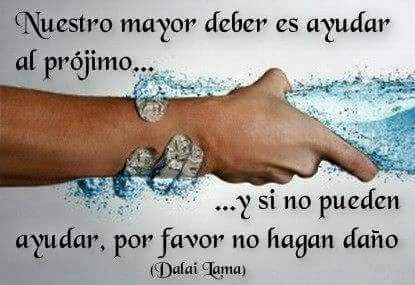 Nuestro mayor deber es ayudar
al prójimo...
...y si no pueden
ayudar, por favor no hagan daño
(Dalai Lama)